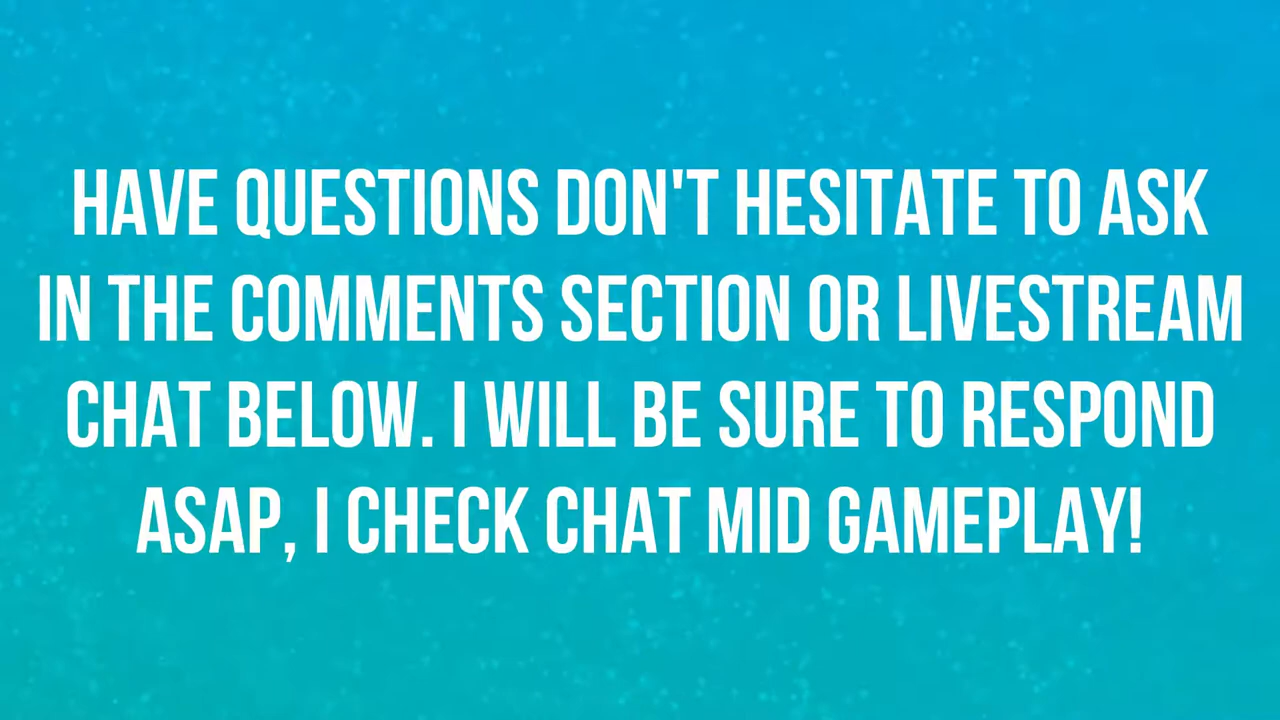 HAVE QUESTIONS DON'T HESITATE TO ASK
IN THE COMMENTS SECTION OR LIVESTREAM
CHAT BELOW. I WILL BE SURE TO RESPOND
ASAP, I CHECK CHAT MID GAMEPLAY!